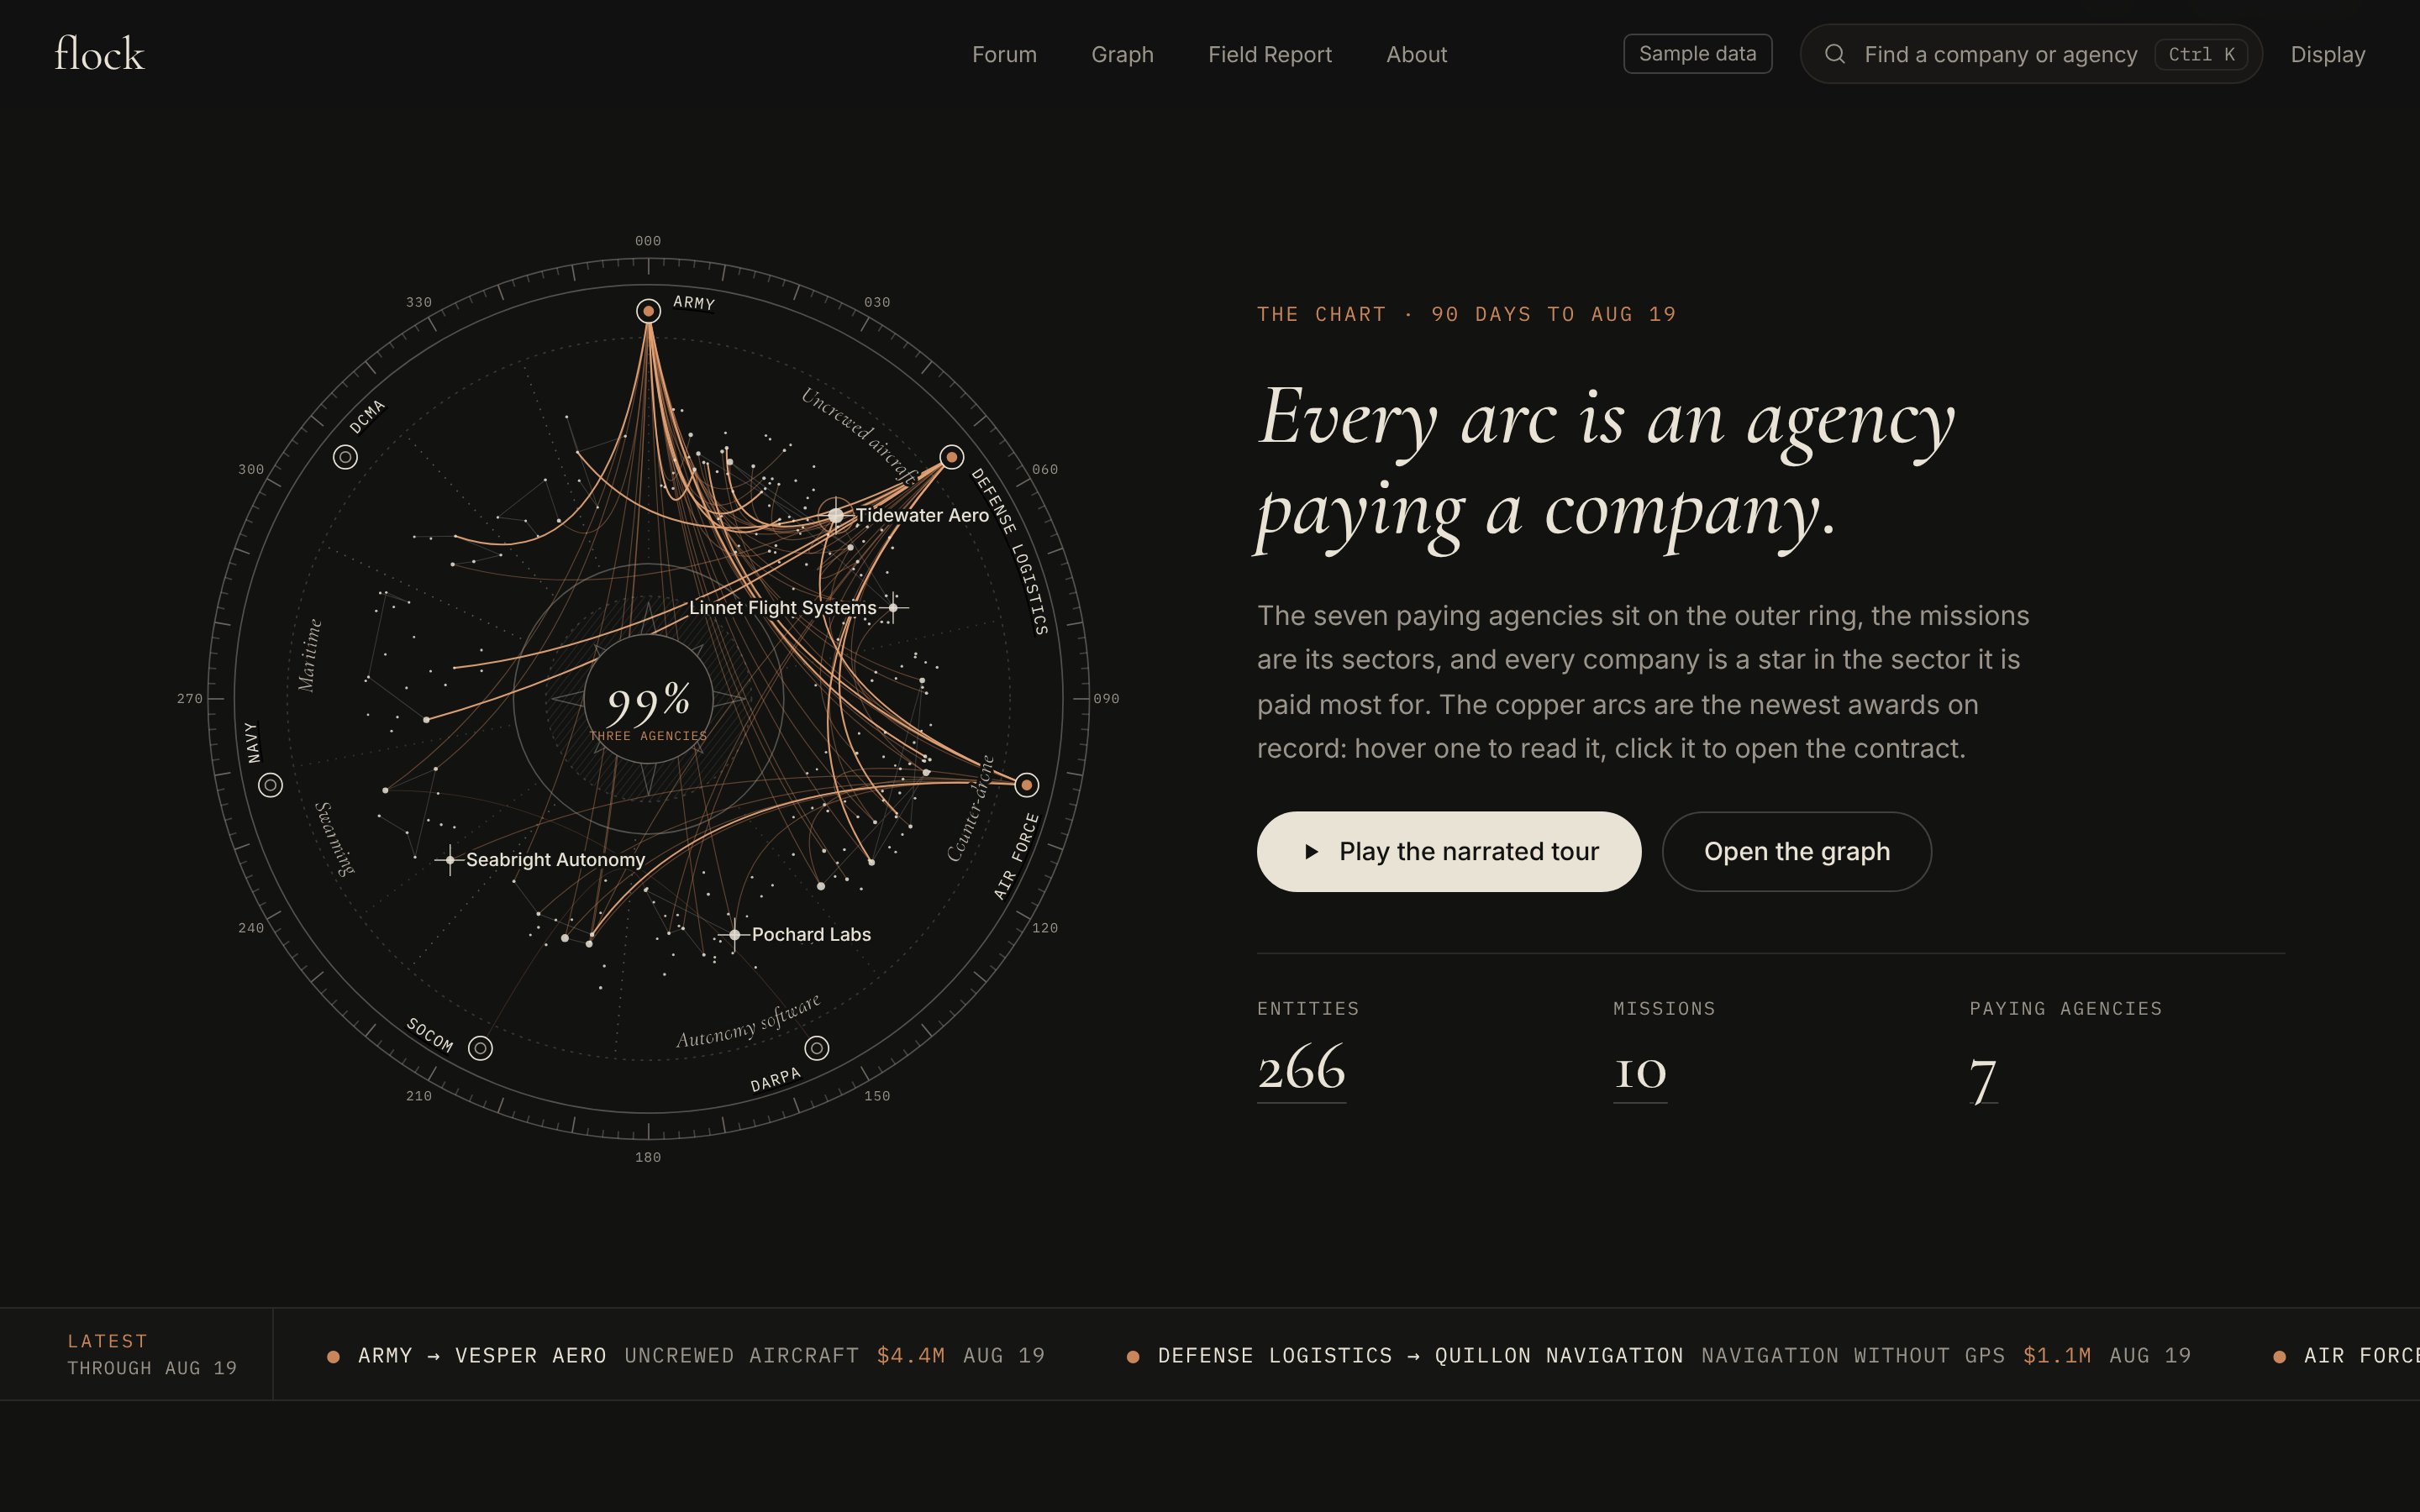 flock
Forum
Graph
Field Report
About
Sample data
Find a company or agency
Ctrl K
Display
000
030
060
090
120
150
180
210
240
270
300
330
ARMY
DEFENSE LOGISTICS
AIR FORCE
DARPA
SOCOM
NAVY
DCMA
Uncrewed aircraft
Counter-drone
Autonomy software
Swarming
Maritime
Tidewater Aero
Linnet Flight Systems
Seabright Autonomy
Pochard Labs
99%
THREE AGENCIES
THE CHART · 90 DAYS TO AUG 19
Every arc is an agency
paying a company.
The seven paying agencies sit on the outer ring, the missions
are its sectors, and every company is a star in the sector it is
paid most for. The copper arcs are the newest awards on
record: hover one to read it, click it to open the contract.
Play the narrated tour
Open the graph
ENTITIES
266
MISSIONS
10
PAYING AGENCIES
7
LATEST
THROUGH AUG 19
ARMY → VESPER AERO UNCREWED AIRCRAFT $4.4M AUG 19
DEFENSE LOGISTICS → QUILLON NAVIGATION NAVIGATION WITHOUT GPS $1.1M AUG 19
AIR FORCE